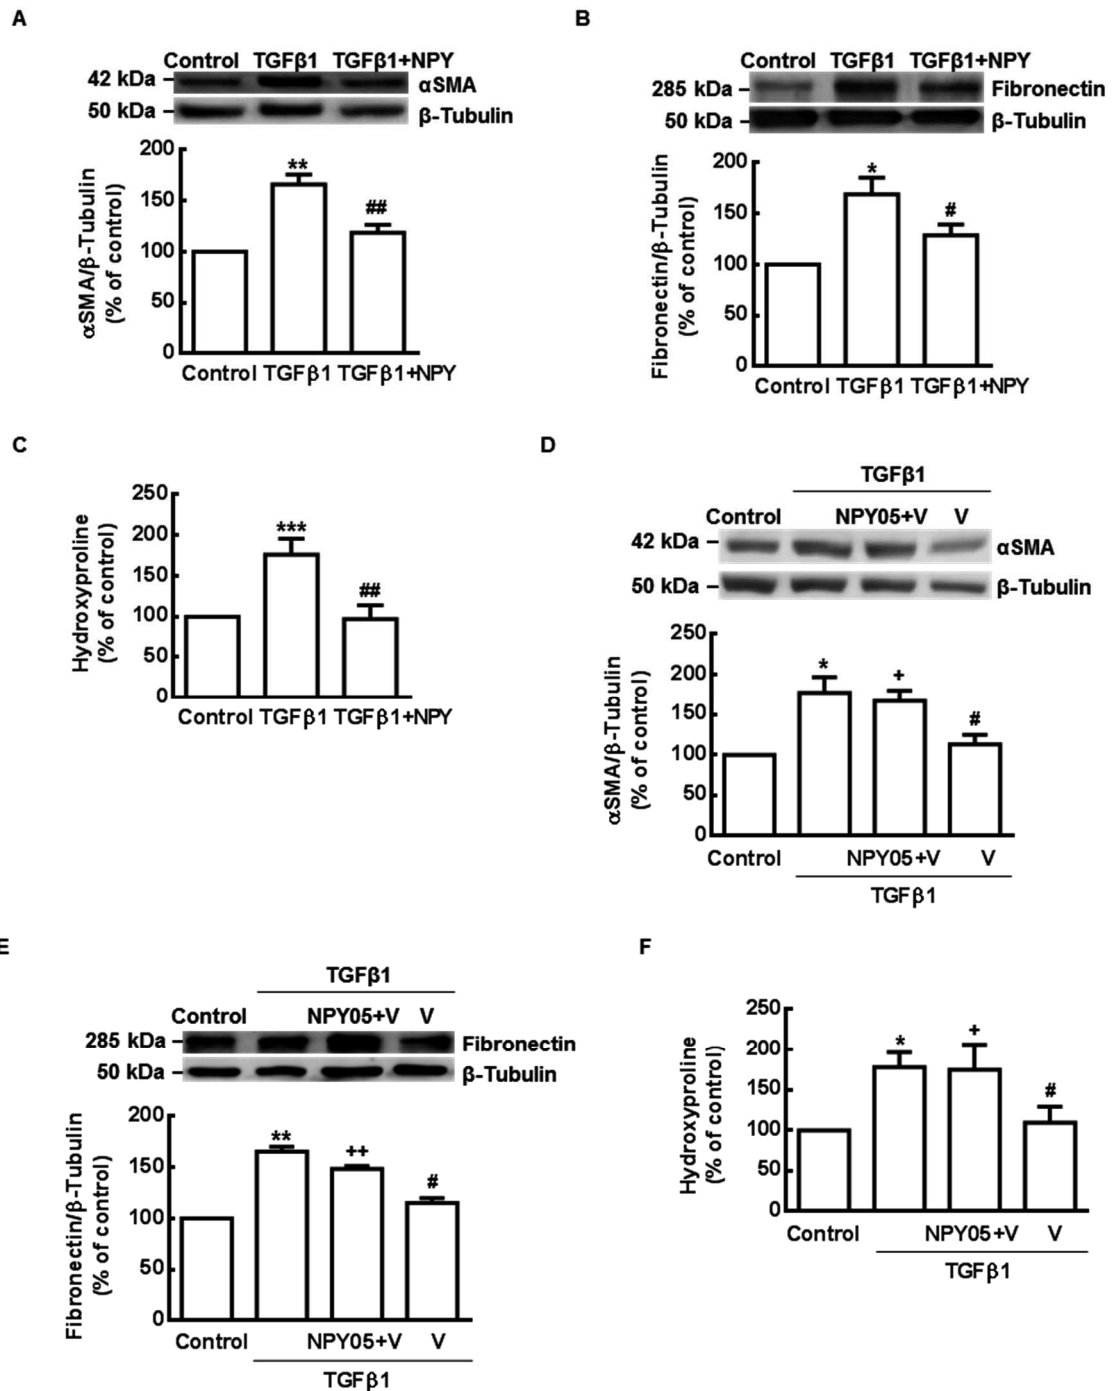 A
Control TGFβ1 TGFβ1+NPY
42 kDa
αSMA
50 kDa
β-Tubulin
αSMA/β-Tubulin
(% of control)
200
150
100
50
0
**
##
Control TGFβ1 TGFβ1+NPY
B
Control TGFβ1 TGFβ1+NPY
285 kDa
Fibronectin
50 kDa
β-Tubulin
Fibronectin/β-Tubulin
(% of control)
200
150
100
50
0
*
#
Control TGFβ1 TGFβ1+NPY
C
Hydroxyproline
(% of control)
250
200
150
100
50
0
***
##
Control TGFβ1 TGFβ1+NPY
D
TGFβ1
Control NPY05+V V
42 kDa
αSMA
50 kDa
β-Tubulin
αSMA/β-Tubulin
(% of control)
250
200
150
100
50
0
*
+
#
Control NPY05+V V
TGFβ1
E
TGFβ1
Control NPY05+V V
285 kDa
Fibronectin
50 kDa
β-Tubulin
Fibronectin/β-Tubulin
(% of control)
200
150
100
50
0
**
++
#
Control NPY05+V V
TGFβ1
F
Hydroxyproline
(% of control)
250
200
150
100
50
0
*
+
#
Control NPY05+V V
TGFβ1